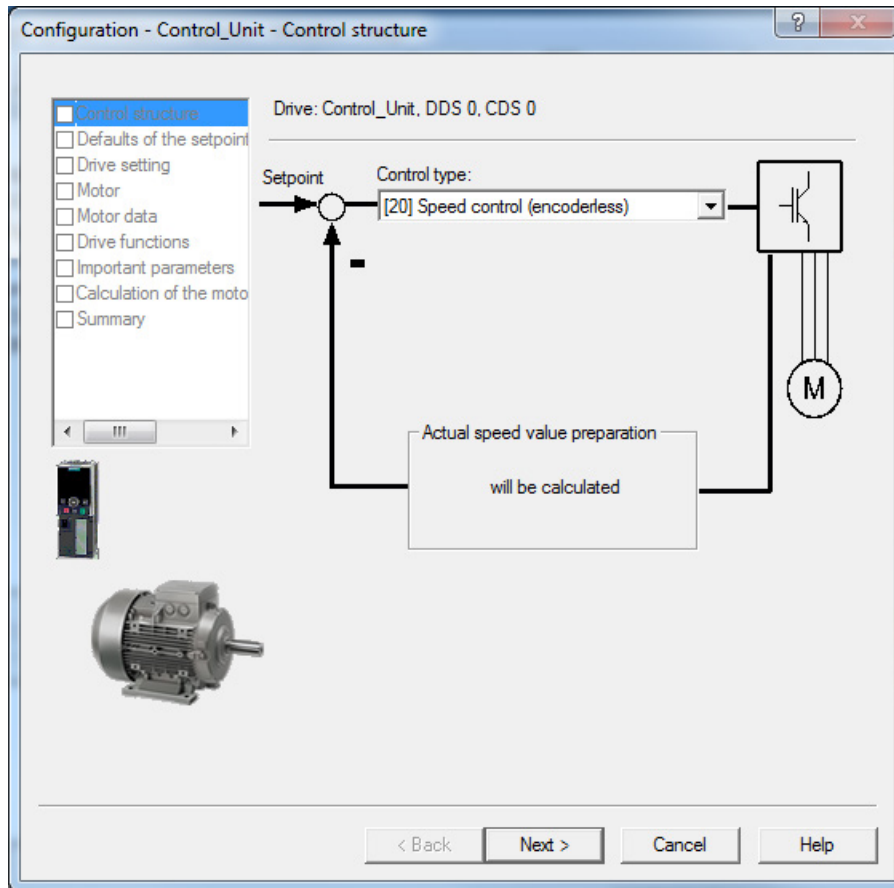 Configuration - Control_Unit - Control structure
?
X
Control structure
Defaults of the setpoint
Drive setting
Motor
Motor data
Drive functions
Important parameters
Calculation of the moto
Summary
Drive: Control_Unit, DDS 0, CDS 0
Setpoint
Control type:
[20] Speed control (encoderless)
M
Actual speed value preparation
will be calculated
< Back
Next >
Cancel
Help